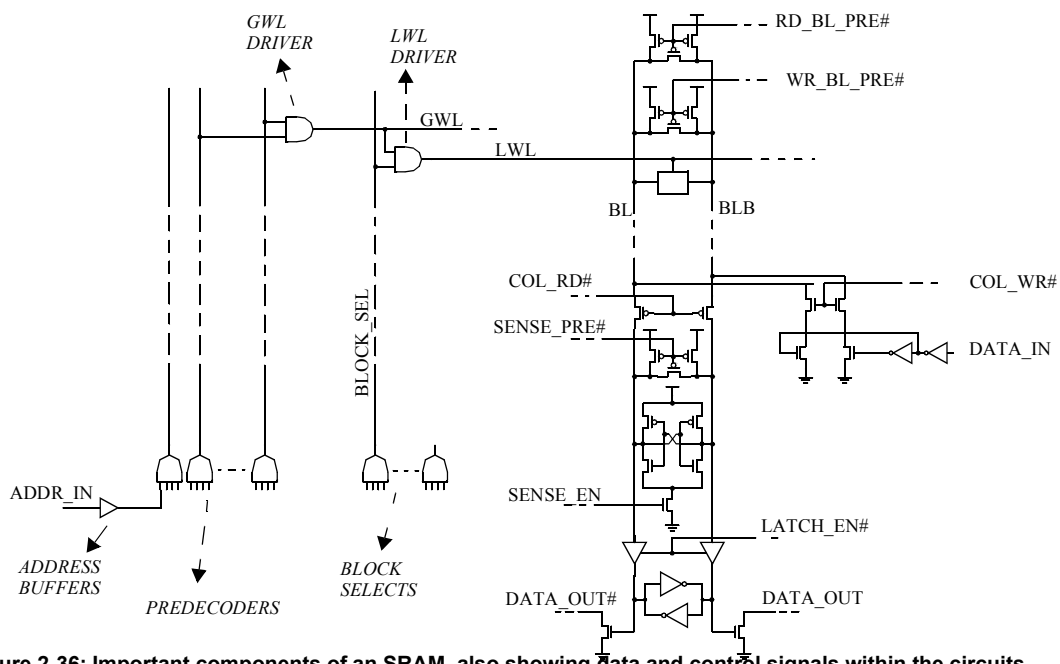 GWL
DRIVER
LWL
DRIVER
RD_BL_PRE#
WR_BL_PRE#
GWL
LWL
BL
BLB
COL_RD#
COL_WR#
SENSE_PRE#
BLOCK_SEL
DATA_IN
ADDR_IN
SENSE_EN
LATCH_EN#
ADDRESS
BUFFERS
PREDECODERS
BLOCK
SELECTS
DATA_OUT#
DATA_OUT
ure 2-36: Important components of an SRAM, also showing data and control signals within the circuits